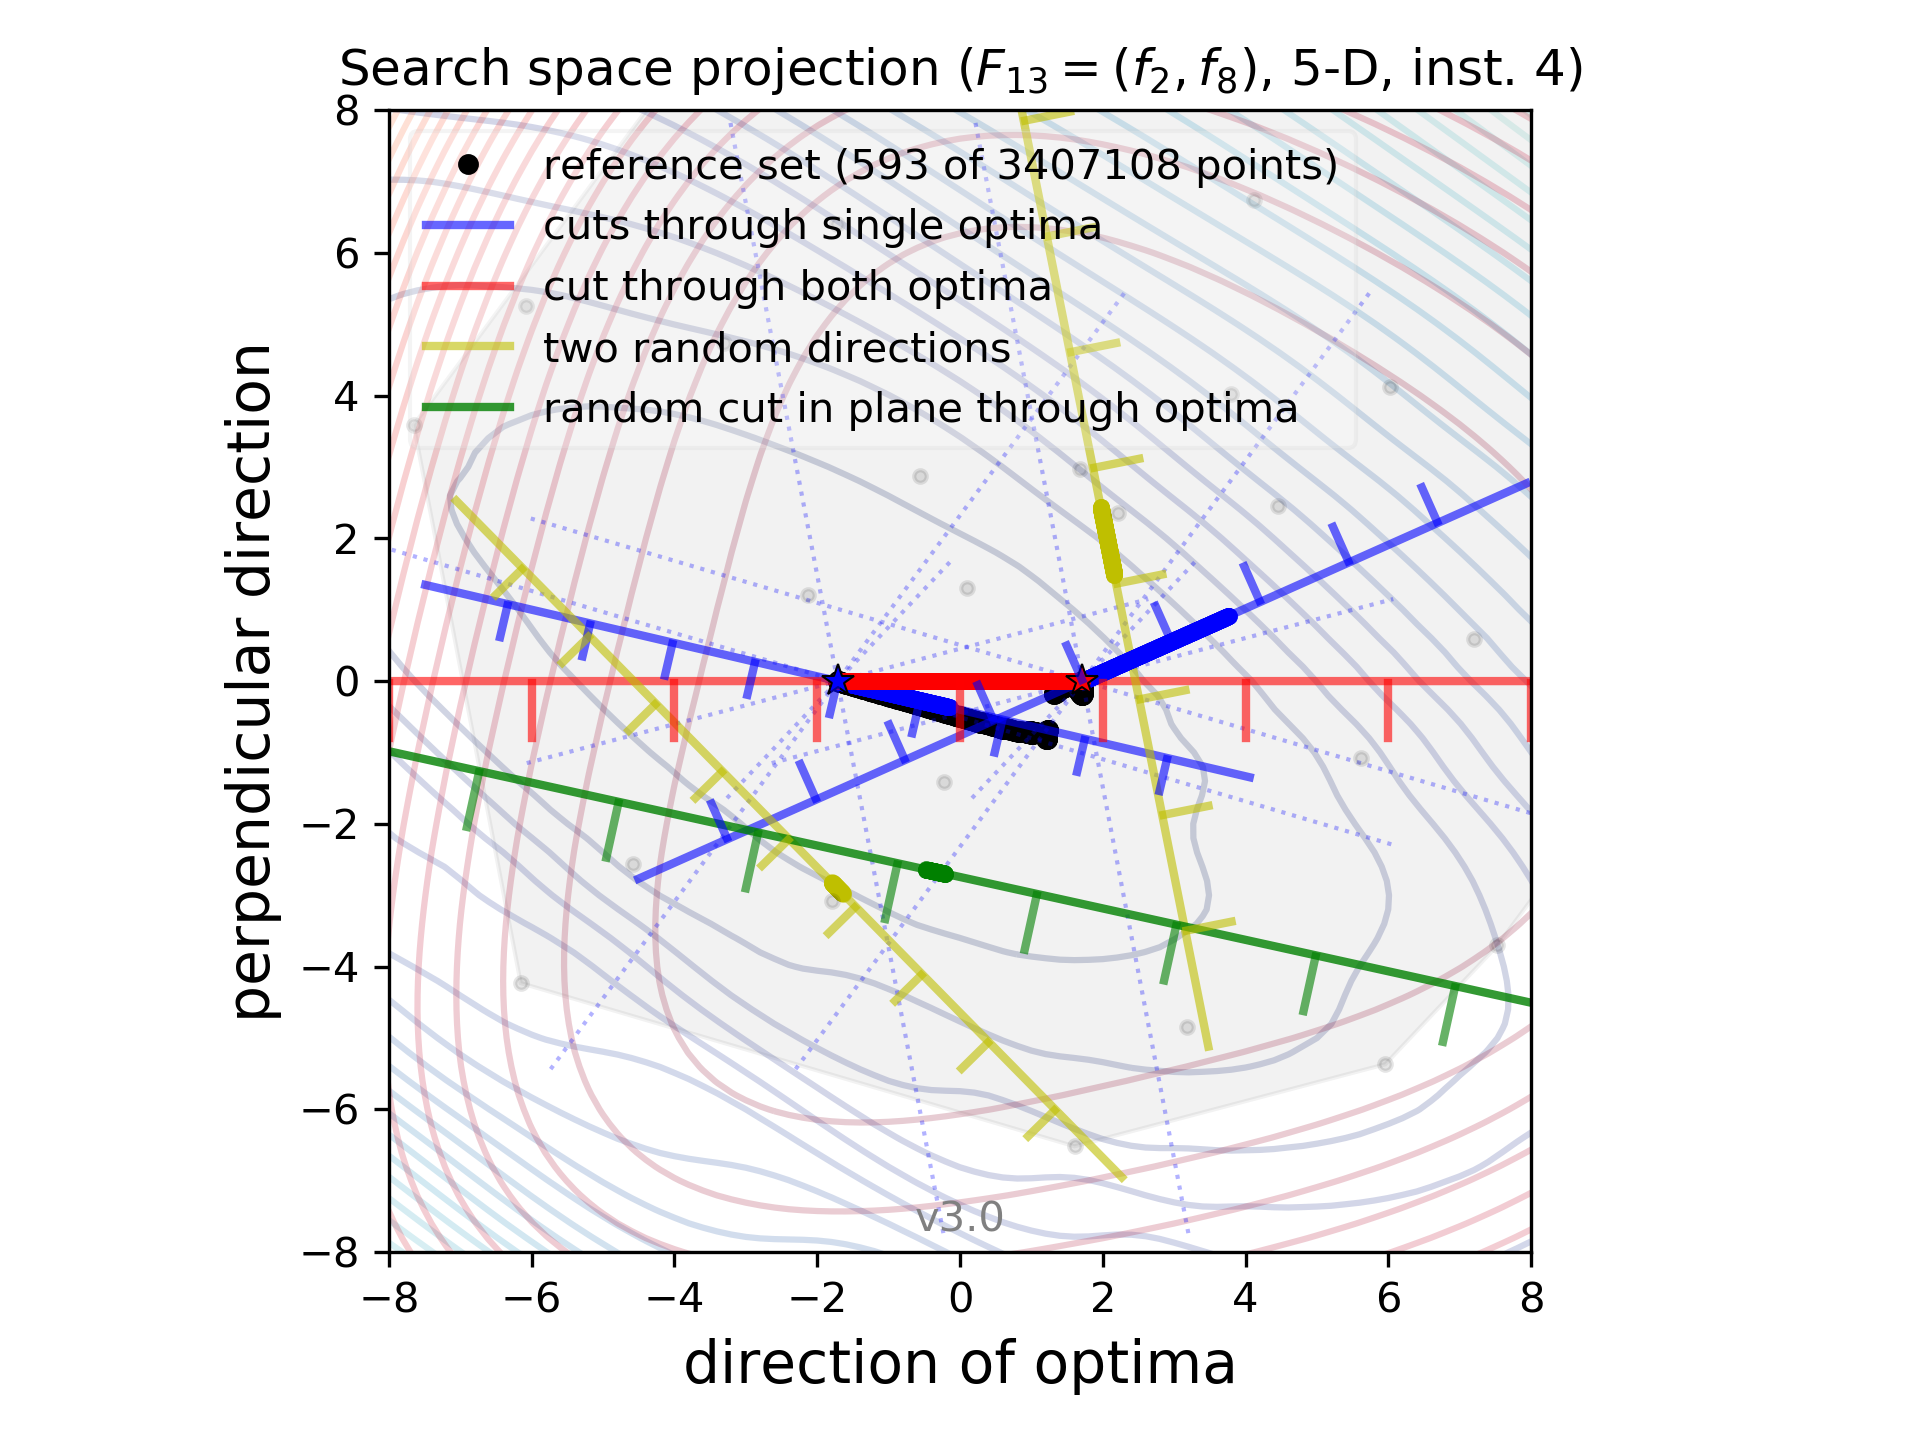 Search space projection (F₁₃ = (f₂, f₈), 5-D, inst. 4)
reference set (593 of 3407108 points)
cuts through single optima
cut through both optima
two random directions
random cut in plane through optima
perpendicular direction
8
6
4
2
0
−2
−4
−6
−8
v3.0
−8 −6 −4 −2 0 2 4 6 8
direction of optima